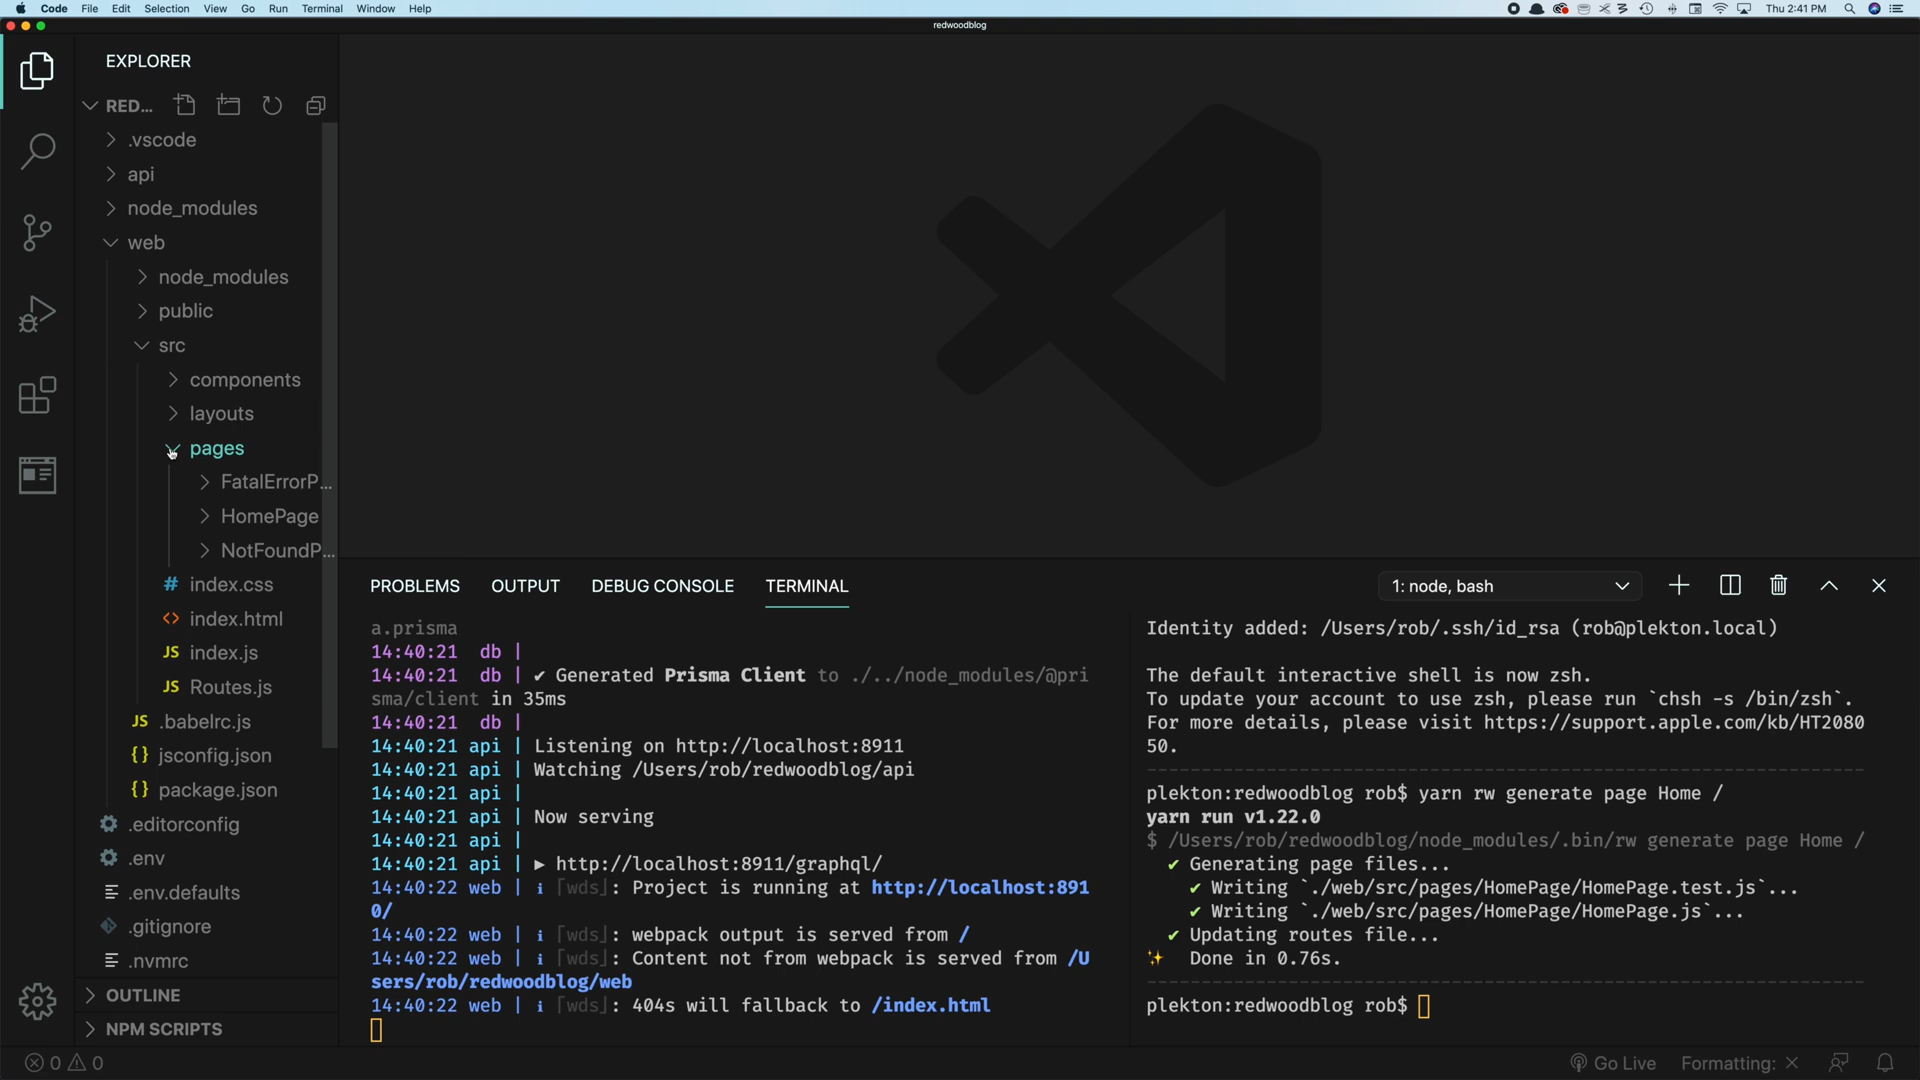 Code File Edit Selection View Go Run Terminal Window Help
Thu 2:41 PM
redwoodblog
EXPLORER
RED...
.vscode
api
node_modules
web
node_modules
public
src
components
layouts
pages
FatalErrorP...
HomePage
NotFoundP...
# index.css
<> index.html
JS index.js
JS Routes.js
JS .babelrc.js
{} jsconfig.json
{} package.json
.editorconfig
.env
.env.defaults
.gitignore
.nvmrc
OUTLINE
NPM SCRIPTS
PROBLEMS OUTPUT DEBUG CONSOLE TERMINAL
1: node, bash
a.prisma
14:40:21 db |
14:40:21 db | ✔ Generated Prisma Client to ./../node_modules/@pri
sma/client in 35ms
14:40:21 db |
14:40:21 api | Listening on http://localhost:8911
14:40:21 api | Watching /Users/rob/redwoodblog/api
14:40:21 api |
14:40:21 api | Now serving
14:40:21 api |
14:40:21 api | ► http://localhost:8911/graphql/
14:40:22 web | ℹ ｢wds｣: Project is running at http://localhost:891
0/
14:40:22 web | ℹ ｢wds｣: webpack output is served from /
14:40:22 web | ℹ ｢wds｣: Content not from webpack is served from /U
sers/rob/redwoodblog/web
14:40:22 web | ℹ ｢wds｣: 404s will fallback to /index.html
Identity added: /Users/rob/.ssh/id_rsa (rob@plekton.local)
The default interactive shell is now zsh.
To update your account to use zsh, please run `chsh -s /bin/zsh`.
For more details, please visit https://support.apple.com/kb/HT2080
50.
plekton:redwoodblog rob$ yarn rw generate page Home /
yarn run v1.22.0
$ /Users/rob/redwoodblog/node_modules/.bin/rw generate page Home /
✔ Generating page files...
✔ Writing `./web/src/pages/HomePage/HomePage.test.js`...
✔ Writing `./web/src/pages/HomePage/HomePage.js`...
✔ Updating routes file...
✨ Done in 0.76s.
plekton:redwoodblog rob$
0 0
Go Live Formatting: ×